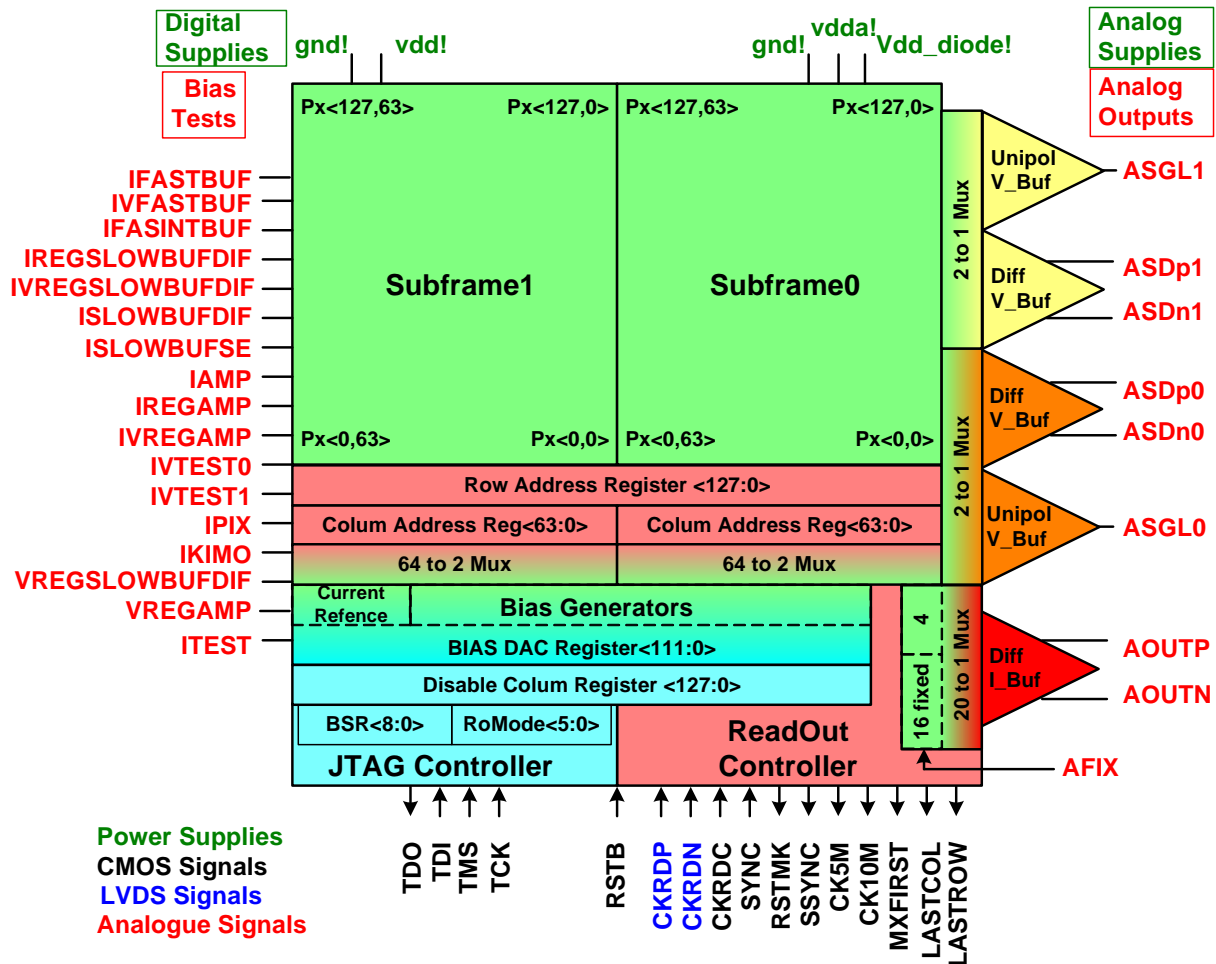 Digital
Supplies
gnd!
vdd!
gnd!
vdda!
Vdd_diode!
Analog
Supplies
Bias
Tests
Analog
Outputs
Px<127,63>
Px<127,0>
Px<127,63>
Px<127,0>
Subframe1
Subframe0
Px<0,63>
Px<0,0>
Px<0,63>
Px<0,0>
IFASTBUF
IVFASTBUF
IFASINTBUF
IREGSLOWBUFDIF
IVREGSLOWBUFDIF
ISLOWBUFDIF
ISLOWBUFSE
IAMP
IREGAMP
IVREGAMP
IVTEST0
IVTEST1
IPIX
IKIMO
VREGSLOWBUFDIF
VREGAMP
ITEST
Row Address Register <127:0>
Colum Address Reg<63:0>
Colum Address Reg<63:0>
64 to 2 Mux
64 to 2 Mux
Current
Refence
Bias Generators
BIAS DAC Register<111:0>
Disable Colum Register <127:0>
BSR<8:0>
RoMode<5:0>
JTAG Controller
ReadOut
Controller
2 to 1 Mux
2 to 1 Mux
4
16 fixed
20 to 1 Mux
Unipol
V_Buf
Diff
V_Buf
Diff
V_Buf
Unipol
V_Buf
Diff
I_Buf
ASGL1
ASDp1
ASDn1
ASDp0
ASDn0
ASGL0
AOUTP
AOUTN
AFIX
TDO
TDI
TMS
TCK
RSTB
CKRDP
CKRDN
CKRDC
SYNC
RSTMK
SSYNC
CK5M
CK10M
MXFIRST
LASTCOL
LASTROW
Power Supplies
CMOS Signals
LVDS Signals
Analogue Signals